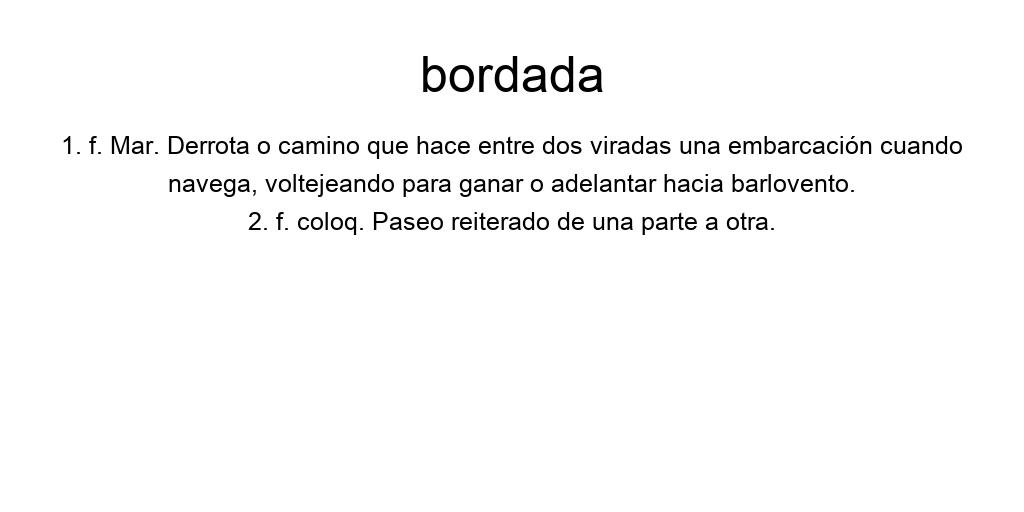 bordada
1. f. Mar. Derrota o camino que hace entre dos viradas una embarcación cuando
navega, voltejeando para ganar o adelantar hacia barlovento.
2. f. coloq. Paseo reiterado de una parte a otra.